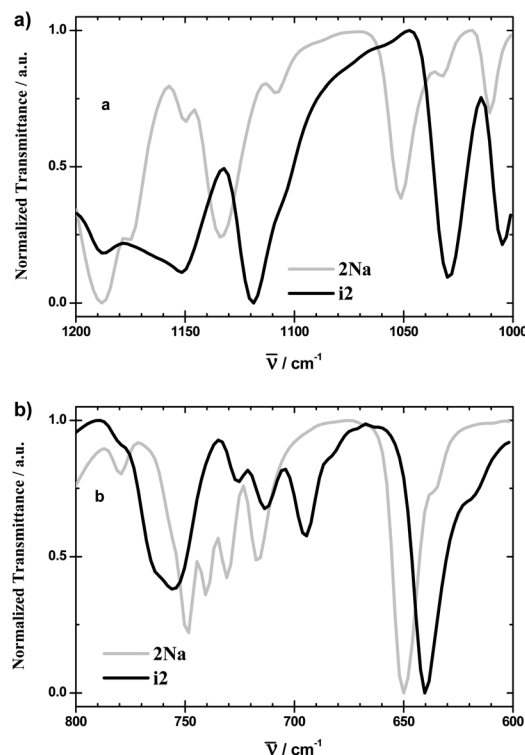 a)
Normalized Transmittance / a.u.
1.0
0.5
0.0
a
2Na
i2
1200
1150
1100
1050
1000
ν̅ / cm⁻¹
b)
Normalized Transmittance / a.u.
1.0
0.5
0.0
b
2Na
i2
800
750
700
650
600
ν̅ / cm⁻¹